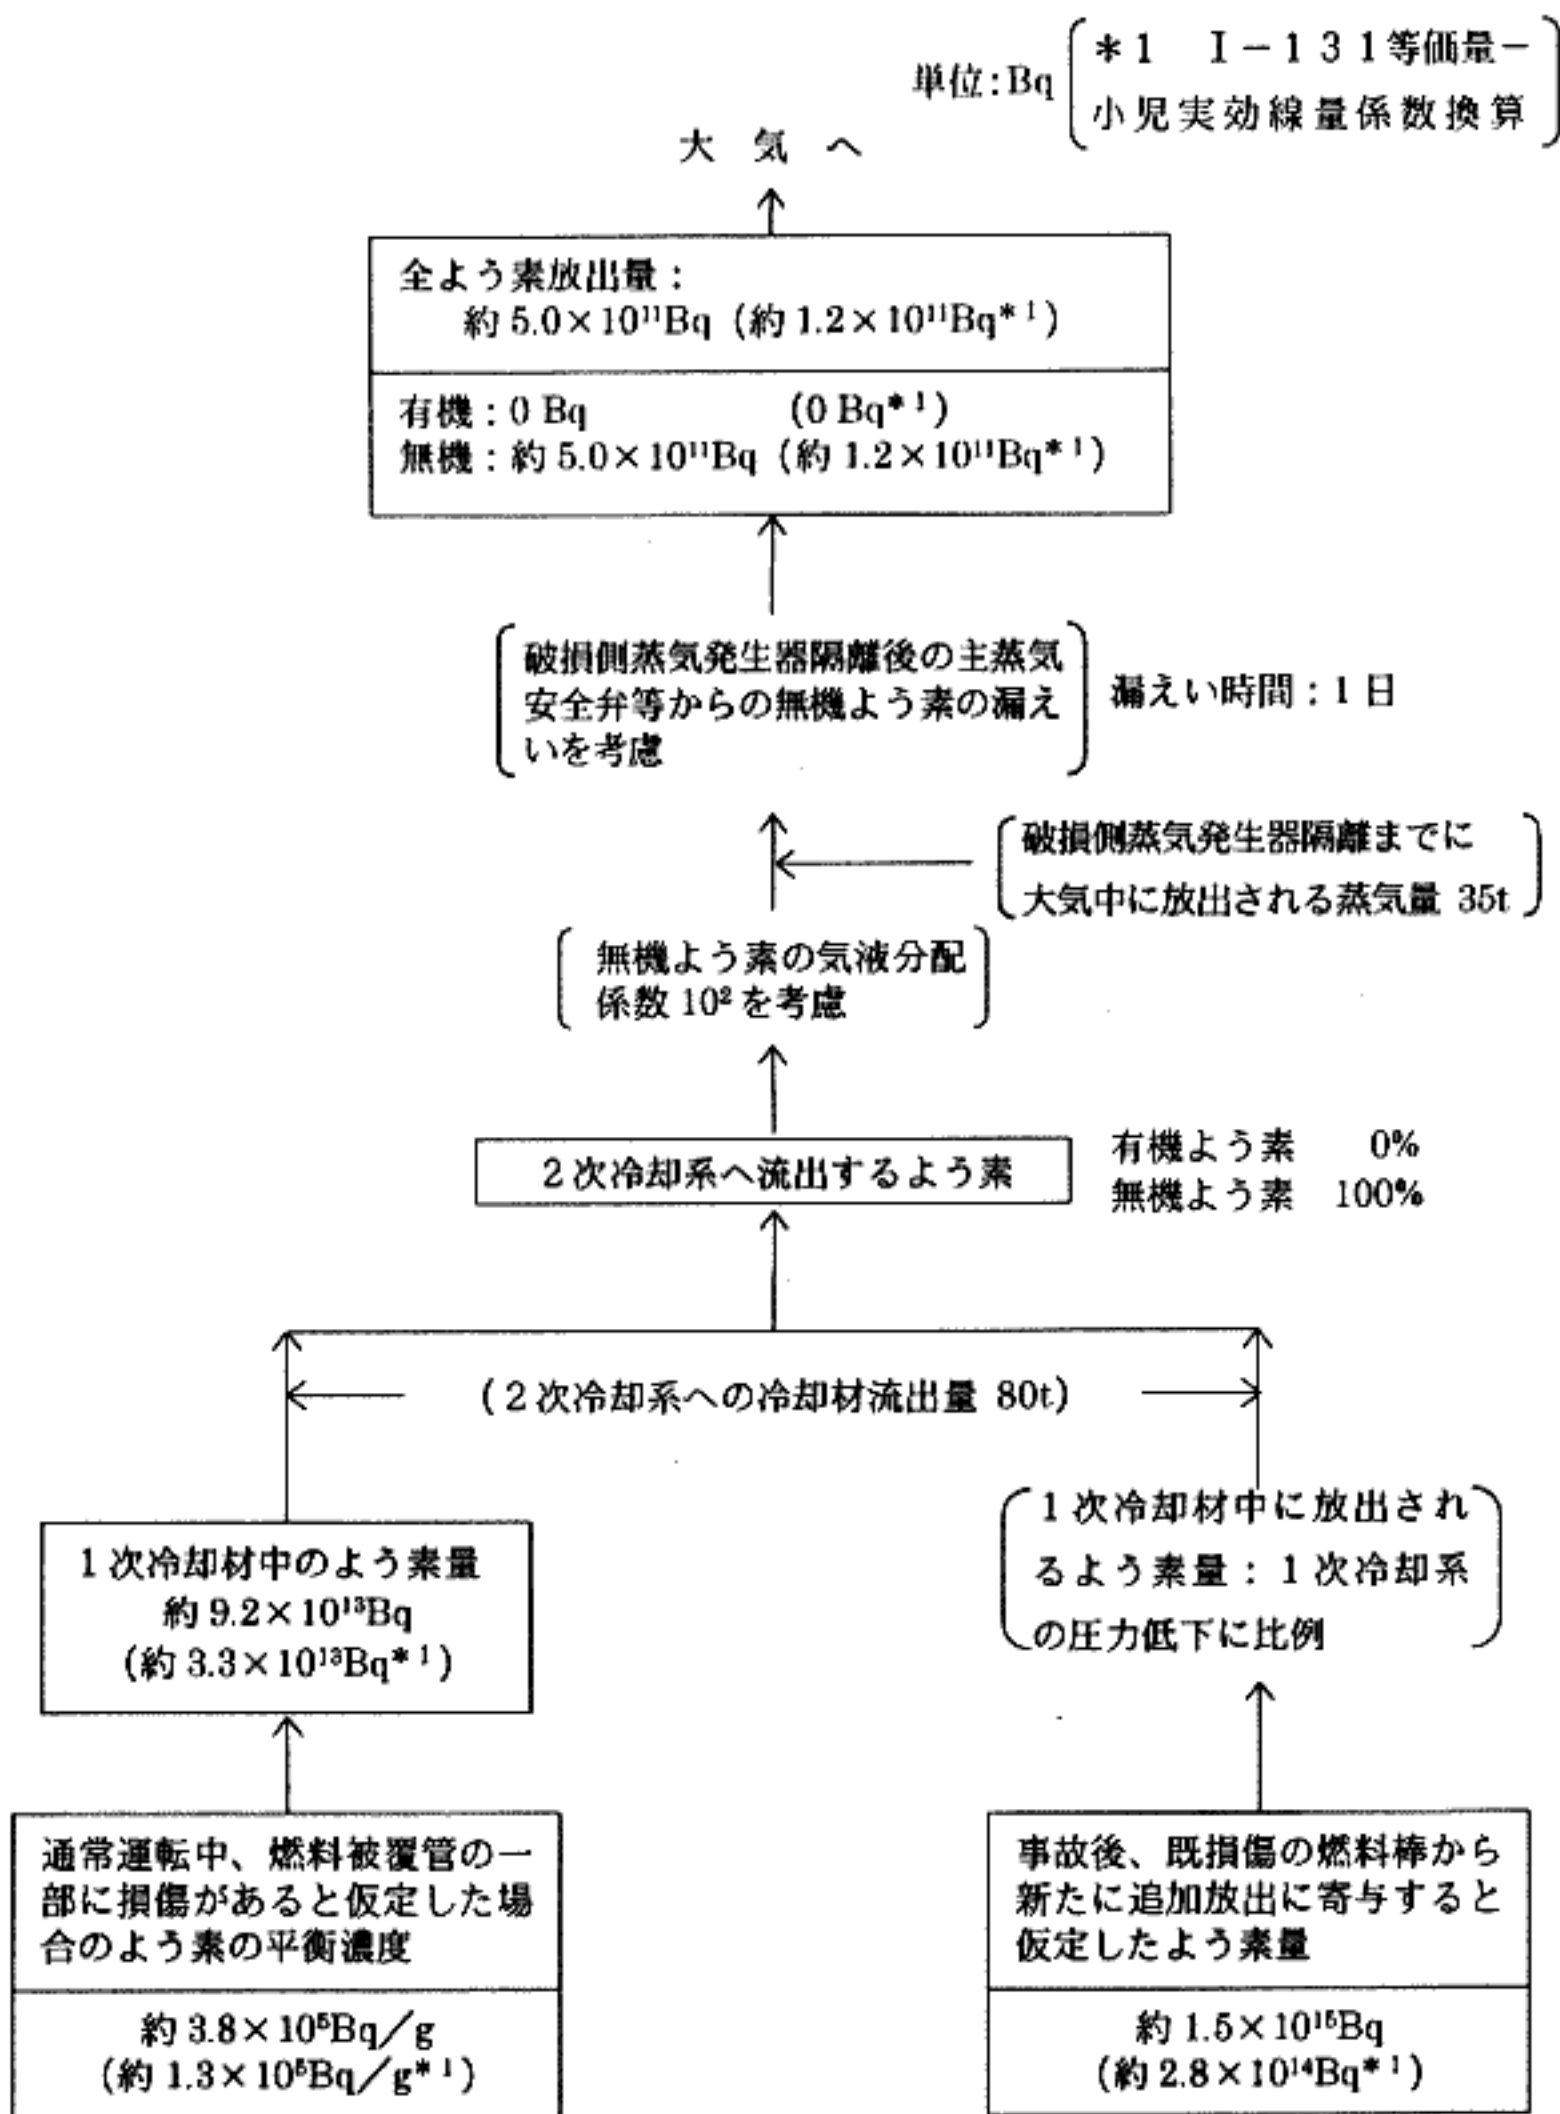 単位:Bq
*1 I-131等価量-
小児実効線量係数換算
大気へ
全よう素放出量:
約5.0×10¹¹Bq (約1.2×10¹¹Bq*¹)
有機:0 Bq (0 Bq*¹)
無機:約5.0×10¹¹Bq (約1.2×10¹¹Bq*¹)
破損側蒸気発生器隔離後の主蒸気
安全弁等からの無機よう素の漏え
いを考慮
漏えい時間:1日
破損側蒸気発生器隔離までに
大気中に放出される蒸気量 35t
無機よう素の気液分配
係数10²を考慮
2次冷却系へ流出するよう素
有機よう素 0%
無機よう素 100%
(2次冷却系への冷却材流出量 80t)
1次冷却材中のよう素量
約9.2×10¹³Bq
(約3.3×10¹³Bq*¹)
1次冷却材中に放出され
るよう素量:1次冷却系
の圧力低下に比例
通常運転中、燃料被覆管の一
部に損傷があると仮定した場
合のよう素の平衡濃度
約3.8×10⁵Bq/g
(約1.3×10⁵Bq/g*¹)
事故後、既損傷の燃料棒から
新たに追加放出に寄与すると
仮定したよう素量
約1.5×10¹⁵Bq
(約2.8×10¹⁴Bq*¹)